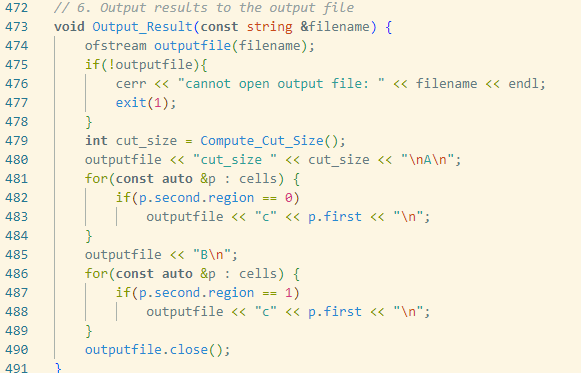 472 // 6. Output results to the output file
473 void Output_Result(const string &filename) {
474     ofstream outputfile(filename);
475     if(!outputfile){
476         cerr << "cannot open output file: " << filename << endl;
477         exit(1);
478     }
479     int cut_size = Compute_Cut_Size();
480     outputfile << "cut_size " << cut_size << "\nA\n";
481     for(const auto &p : cells) {
482         if(p.second.region == 0)
483             outputfile << "c" << p.first << "\n";
484     }
485     outputfile << "B\n";
486     for(const auto &p : cells) {
487         if(p.second.region == 1)
488             outputfile << "c" << p.first << "\n";
489     }
490     outputfile.close();
491 }